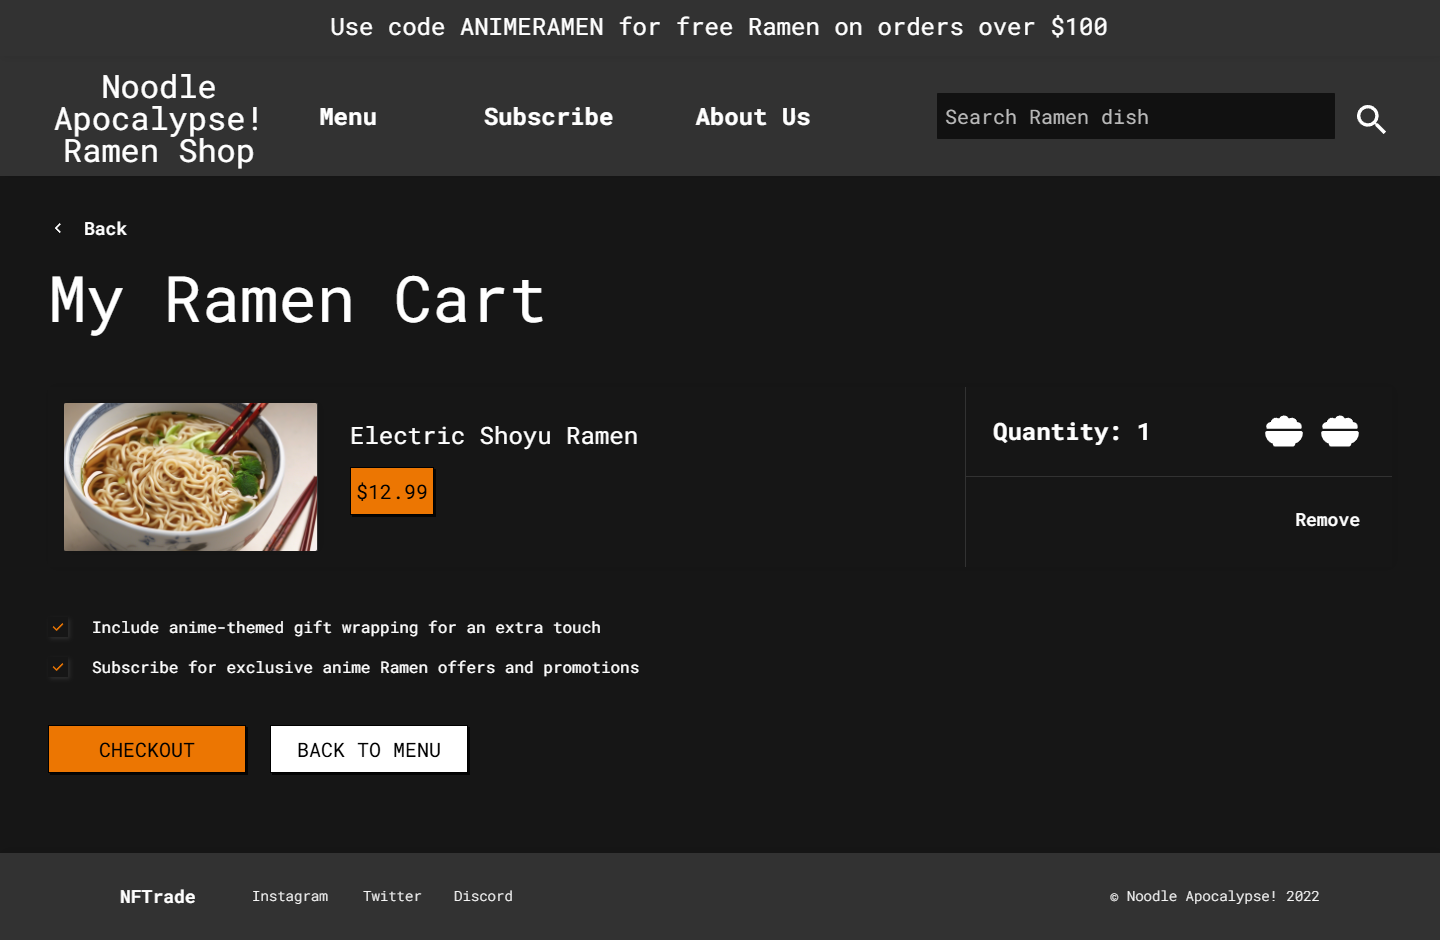 Use code ANIMERAMEN for free Ramen on orders over $100
Noodle
Apocalypse!
Ramen Shop
Menu
Subscribe
About Us
Search Ramen dish
Back
My Ramen Cart
Electric Shoyu Ramen
$12.99
Quantity: 1
Remove
Include anime-themed gift wrapping for an extra touch
Subscribe for exclusive anime Ramen offers and promotions
CHECKOUT
BACK TO MENU
NFTrade
Instagram
Twitter
Discord
© Noodle Apocalypse! 2022